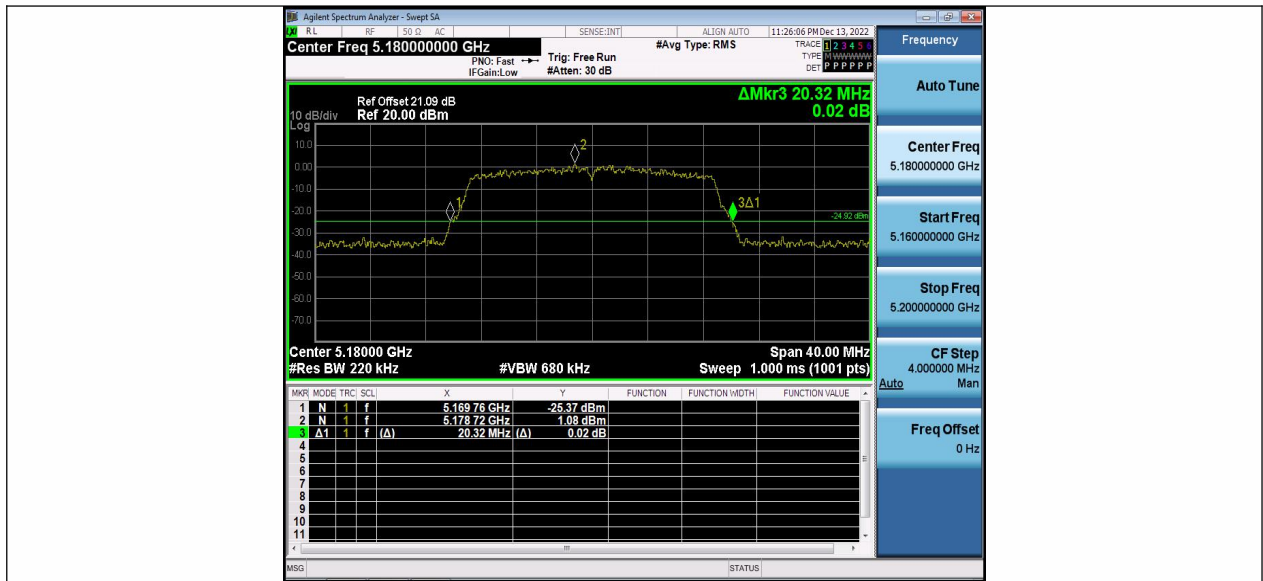 Agilent Spectrum Analyzer - Swept SA
RL RF 50 Ω AC SENSE:INT ALIGN AUTO 11:26:06 PM Dec 13, 2022
Center Freq 5.180000000 GHz #Avg Type: RMS TRACE 1 2 3 4 5 6
PNO: Fast Trig: Free Run TYPE M WWWWW
IFGain:Low #Atten: 30 dB DET P P P P P P
ΔMkr3 20.32 MHz
0.02 dB
Ref Offset 21.09 dB
10 dB/div Ref 20.00 dBm
Log
10.0
0.00
-10.0
-20.0
-30.0
-40.0
-50.0
-60.0
-70.0
2
1
3Δ1
-24.92 dBm
Center 5.18000 GHz Span 40.00 MHz
#Res BW 220 kHz #VBW 680 kHz Sweep 1.000 ms (1001 pts)
MKR MODE TRC SCL X Y FUNCTION FUNCTION WIDTH FUNCTION VALUE
1 N 1 f 5.169 76 GHz -25.37 dBm
2 N 1 f 5.178 72 GHz 1.08 dBm
3 Δ1 1 f (Δ) 20.32 MHz (Δ) 0.02 dB
4
5
6
7
8
9
10
11
MSG STATUS
Frequency
Auto Tune
Center Freq
5.180000000 GHz
Start Freq
5.160000000 GHz
Stop Freq
5.200000000 GHz
CF Step
4.000000 MHz
Auto Man
Freq Offset
0 Hz